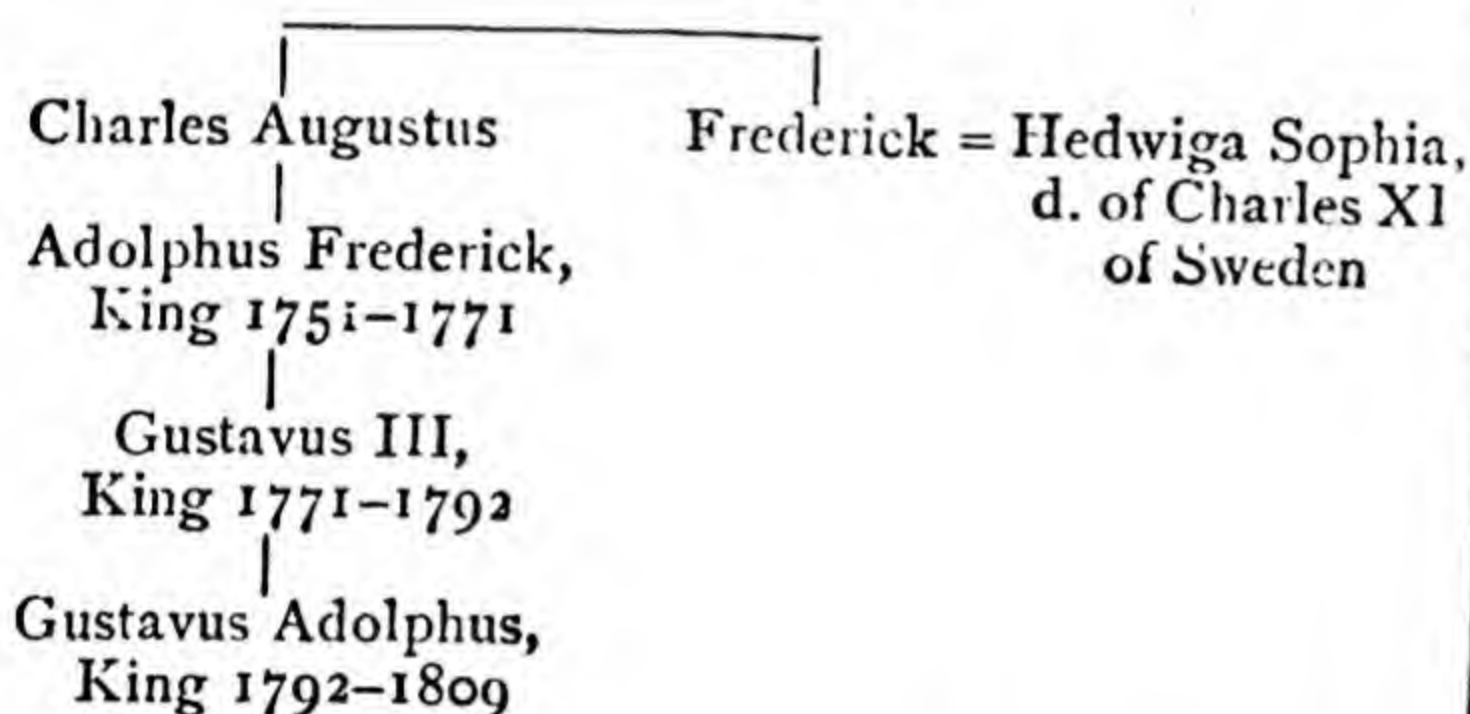 Charles Augustus
Frederick = Hedwiga Sophia,
d. of Charles XI
of Sweden
Adolphus Frederick,
King 1751–1771
Gustavus III,
King 1771–1792
Gustavus Adolphus,
King 1792–1809